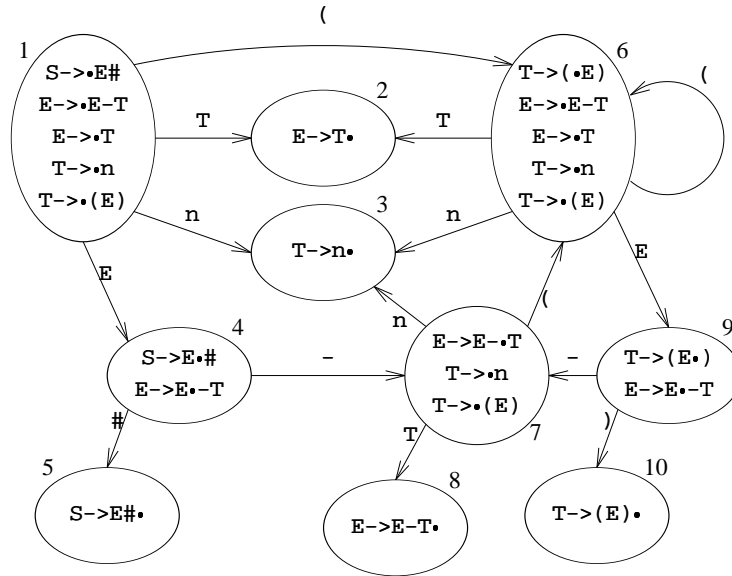 (
1
S->•E#
E->•E-T
E->•T
T->•n
T->•(E)
6
T->(•E)
E->•E-T
E->•T
T->•n
T->•(E)
(
2
E->T•
T
T
3
T->n•
n
n
E
E
n
(
4
S->E•#
E->E•-T
-
E->E-•T
T->•n
T->•(E)
7
-
9
T->(E•)
E->E•-T
#
T
)
5
S->E#•
8
E->E-T•
10
T->(E)•